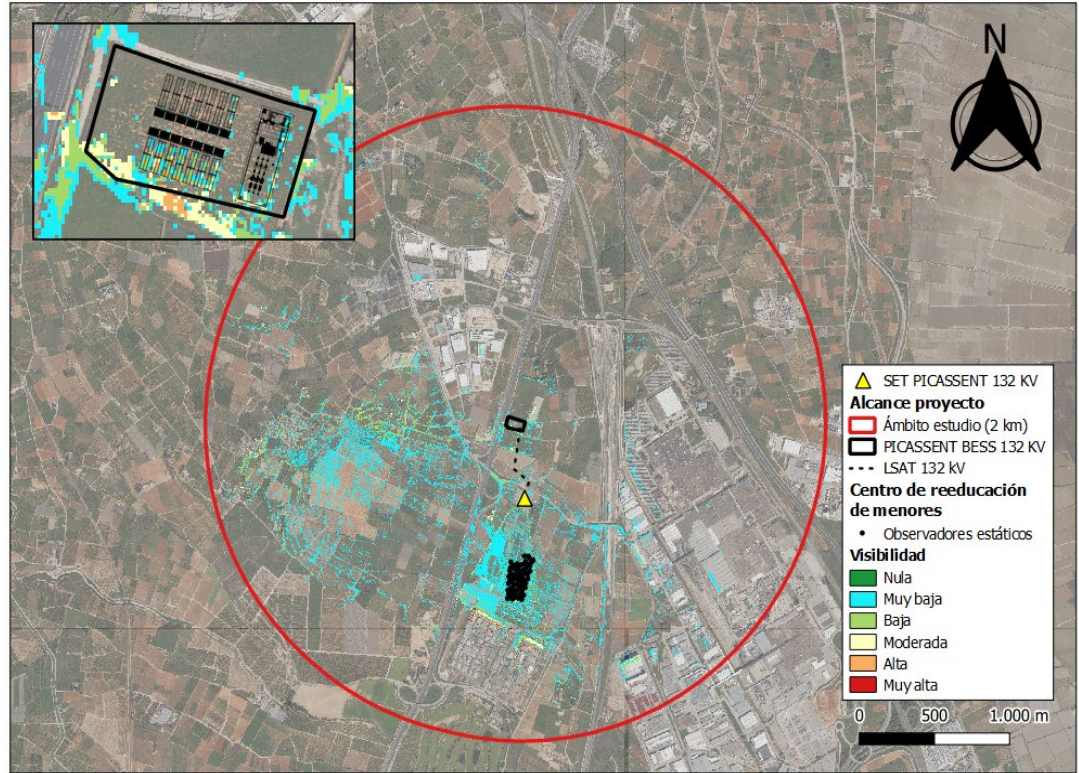 N
SET PICASSENT 132 KV
Alcance proyecto
Ámbito estudio (2 km)
PICASSENT BESS 132 KV
LSAT 132 kV
Centro de reeducación
de menores
Observadores estáticos
Visibilidad
Nula
Muy baja
Baja
Moderada
Alta
Muy alta
0 500 1.000 m